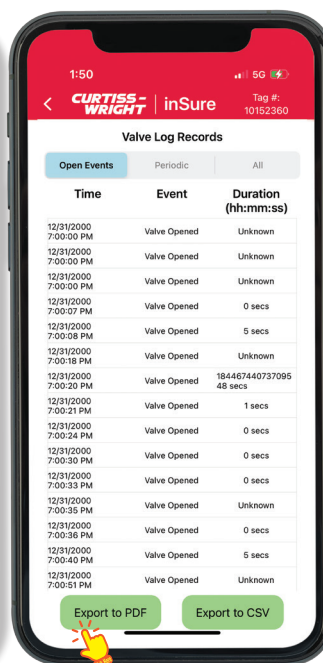 1:50
5G
CURTISS-
WRIGHT
inSure
Tag #:
10152360
Valve Log Records
Open Events Periodic All
Time Event Duration
(hh:mm:ss)
12/31/2000
7:00:00 PM Valve Opened Unknown
12/31/2000
7:00:00 PM Valve Opened Unknown
12/31/2000
7:00:00 PM Valve Opened Unknown
12/31/2000
7:00:07 PM Valve Opened 0 secs
12/31/2000
7:00:08 PM Valve Opened 5 secs
12/31/2000
7:00:18 PM Valve Opened Unknown
12/31/2000 184467440737095
7:00:20 PM Valve Opened 48 secs
12/31/2000
7:00:21 PM Valve Opened 1 secs
12/31/2000
7:00:24 PM Valve Opened 0 secs
12/31/2000
7:00:30 PM Valve Opened 0 secs
12/31/2000
7:00:33 PM Valve Opened 0 secs
12/31/2000
7:00:35 PM Valve Opened Unknown
12/31/2000
7:00:36 PM Valve Opened 0 secs
12/31/2000
7:00:40 PM Valve Opened 5 secs
12/31/2000
7:00:51 PM Valve Opened Unknown
Export to PDF Export to CSV